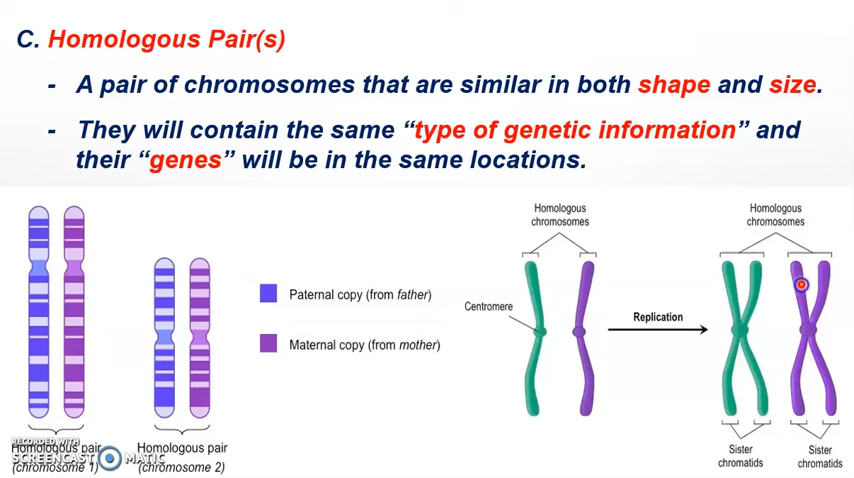 C. Homologous Pair(s)
- A pair of chromosomes that are similar in both shape and size.
- They will contain the same “type of genetic information” and
their “genes” will be in the same locations.
Homologous pair
(chromosome 1)
Homologous pair
(chromosome 2)
Paternal copy (from father)
Maternal copy (from mother)
Homologous
chromosomes
Centromere
Replication
Homologous
chromosomes
Sister
chromatids
Sister
chromatids
RECORDED WITH
SCREENCAST MATIC